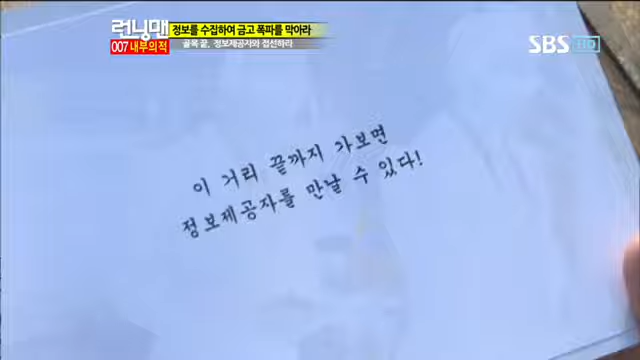 런닝맨
007 내부의 적
정보를 수집하여 금고 폭파를 막아라
골목 끝, 정보제공자와 접선하라
SBS HD
이 거리 끝까지 가보면
정보제공자를 만날 수 있다!